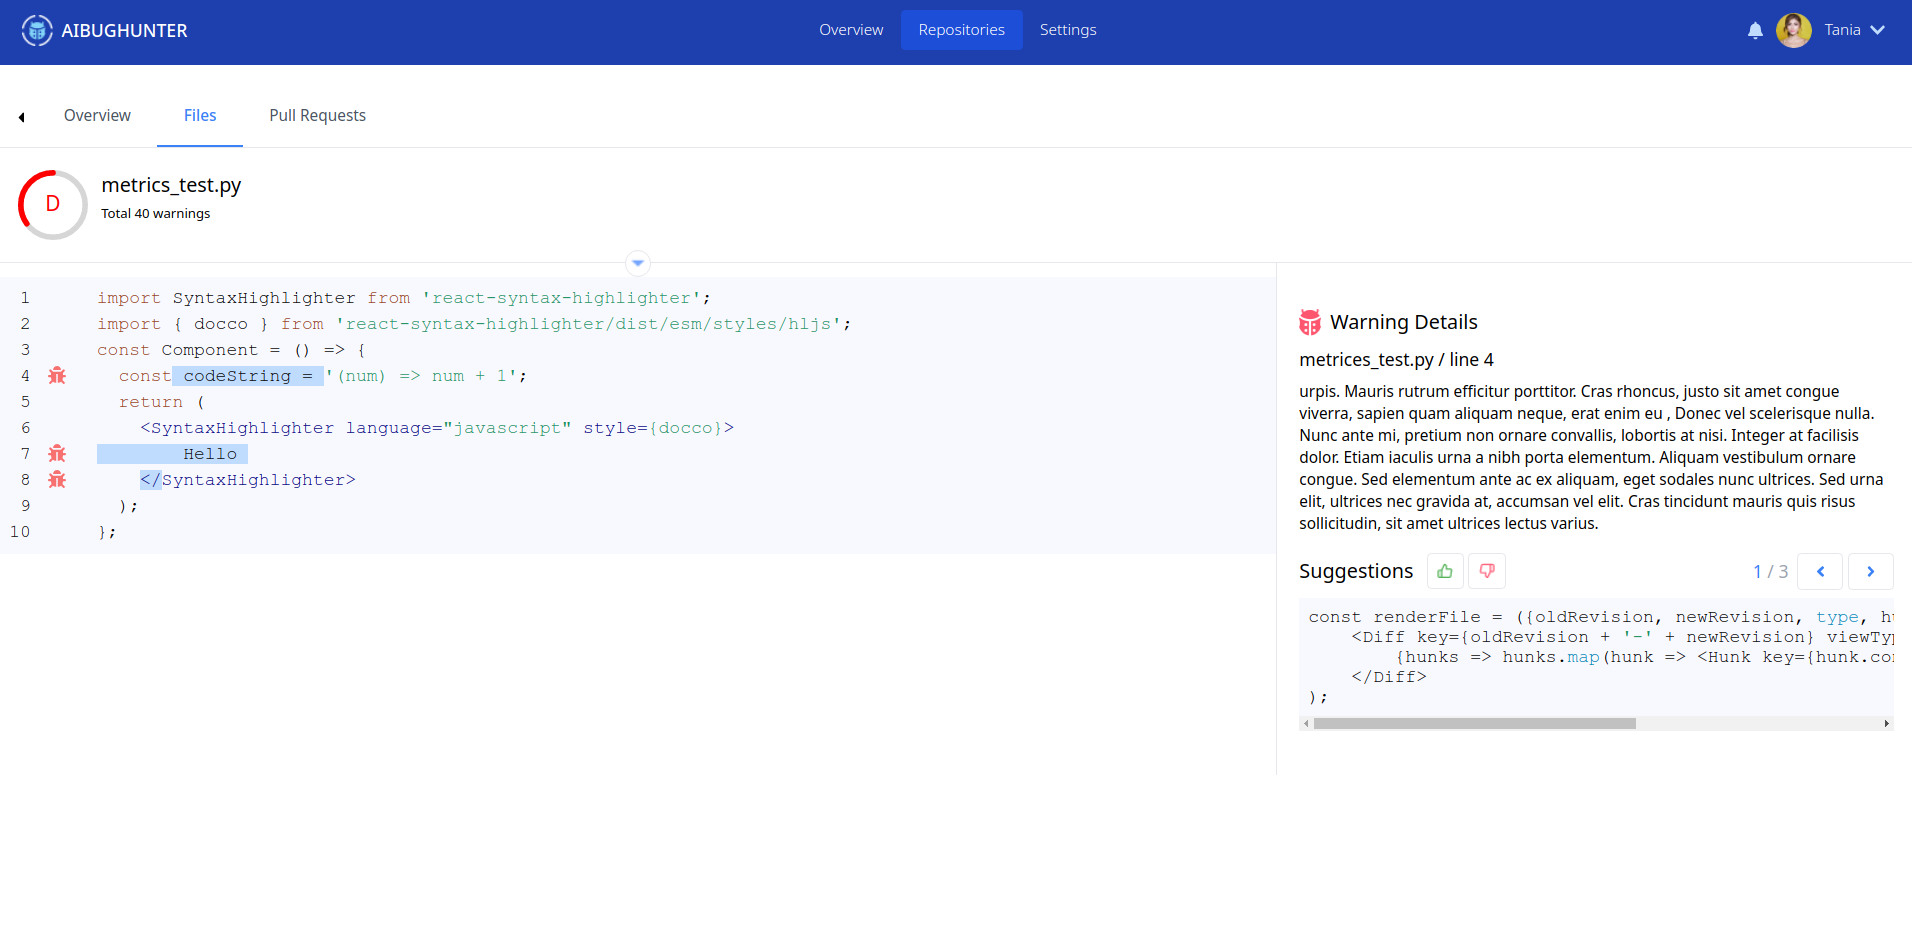 AIBUGHUNTER
Overview
Repositories
Settings
Tania
Overview
Files
Pull Requests
D
metrics_test.py
Total 40 warnings
1 import SyntaxHighlighter from 'react-syntax-highlighter';
2 import { docco } from 'react-syntax-highlighter/dist/esm/styles/hljs';
3 const Component = () => {
4 const codeString = '(num) => num + 1';
5 return (
6 <SyntaxHighlighter language="javascript" style={docco}>
7 Hello
8 </SyntaxHighlighter>
9 );
10 };
Warning Details
metrices_test.py / line 4
urpis. Mauris rutrum efficitur porttitor. Cras rhoncus, justo sit amet congue
viverra, sapien quam aliquam neque, erat enim eu , Donec vel scelerisque nulla.
Nunc ante mi, pretium non ornare convallis, lobortis at nisi. Integer at facilisis
dolor. Etiam iaculis urna a nibh porta elementum. Aliquam vestibulum ornare
congue. Sed elementum ante ac ex aliquam, eget sodales nunc ultrices. Sed urna
elit, ultrices nec gravida at, accumsan vel elit. Cras tincidunt mauris quis risus
sollicitudin, sit amet ultrices lectus varius.
Suggestions
1 / 3
const renderFile = ({oldRevision, newRevision, type,
<Diff key={oldRevision + '-' + newRevision}
{hunks => hunks.map(hunk => <Hunk
</Diff>
);